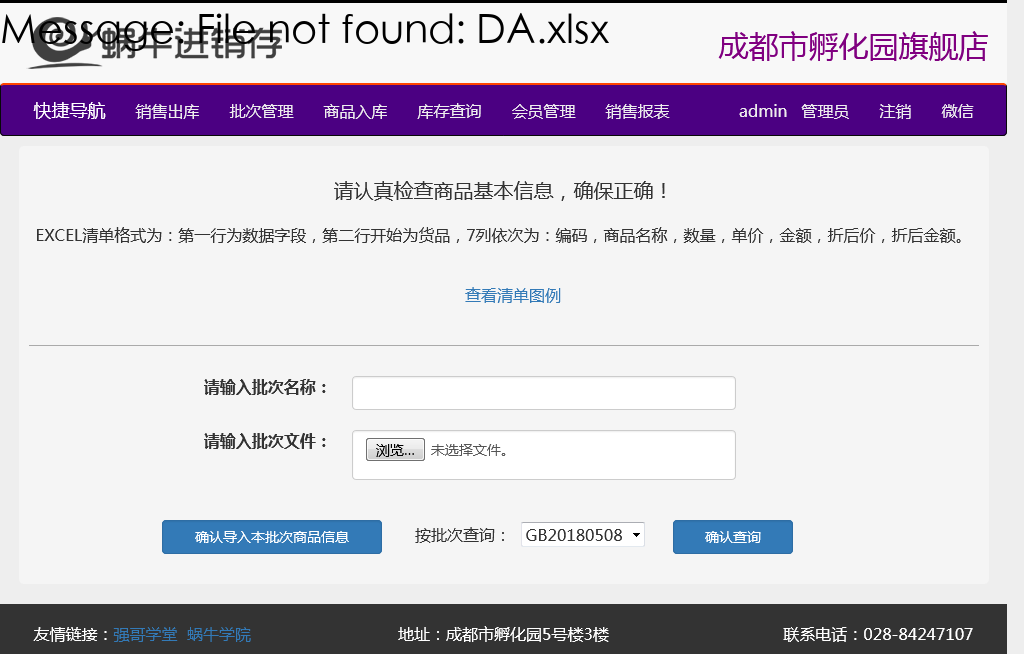 Message: File not found: DA.xlsx
蜗牛进销存
成都市孵化园旗舰店
快捷导航 销售出库 批次管理 商品入库 库存查询 会员管理 销售报表 admin 管理员 注销 微信
请认真检查商品基本信息，确保正确！
EXCEL清单格式为：第一行为数据字段，第二行开始为货品，7列依次为：编码，商品名称，数量，单价，金额，折后价，折后金额。
查看清单图例
请输入批次名称：
请输入批次文件： 浏览... 未选择文件。
确认导入本批次商品信息 按批次查询： GB20180508 确认查询
友情链接：强哥学堂 蜗牛学院 地址：成都市孵化园5号楼3楼 联系电话：028-84247107